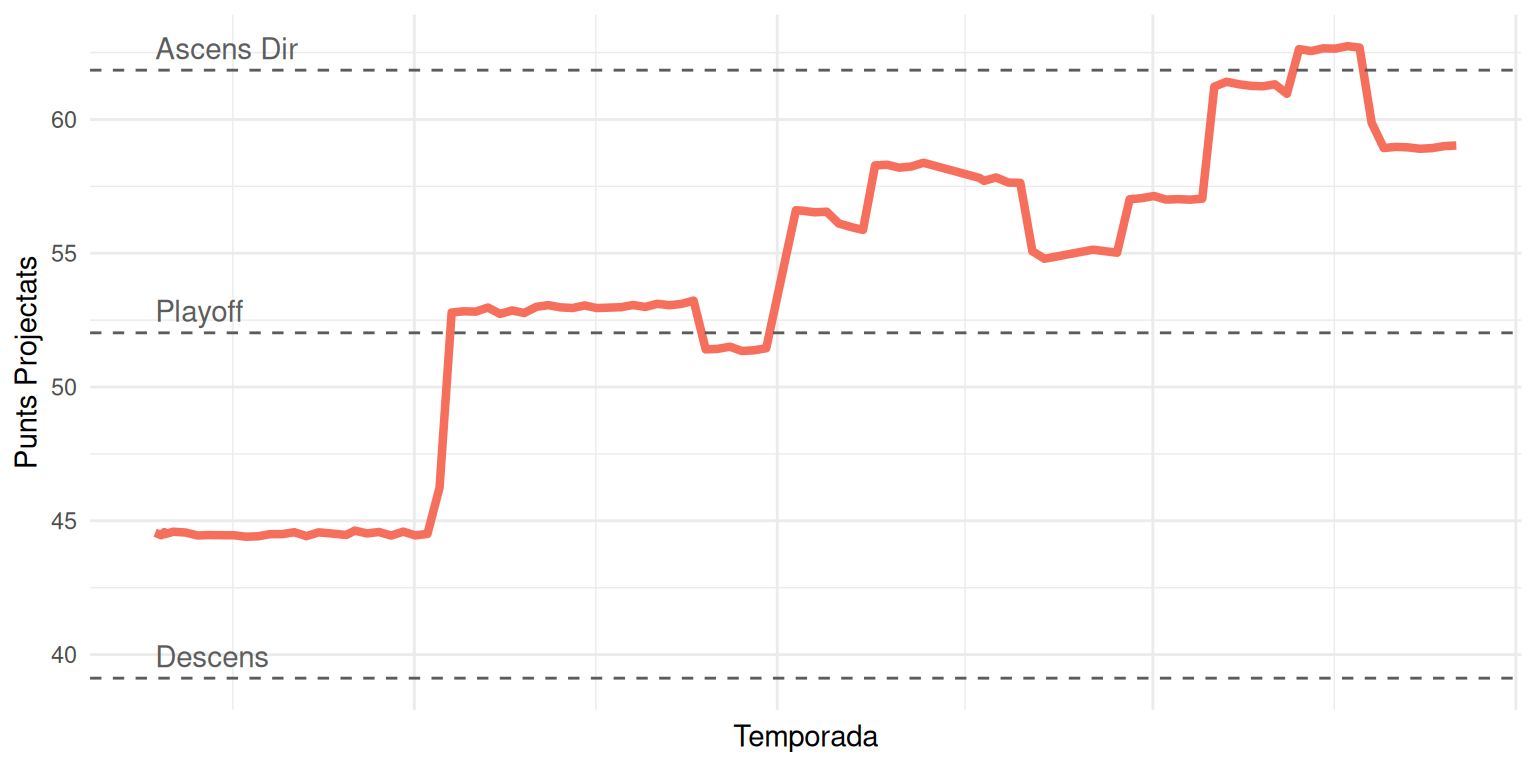 Ascens Dir
60
55
Playoff
50
45
Descens
40
Punts Projectats
Temporada